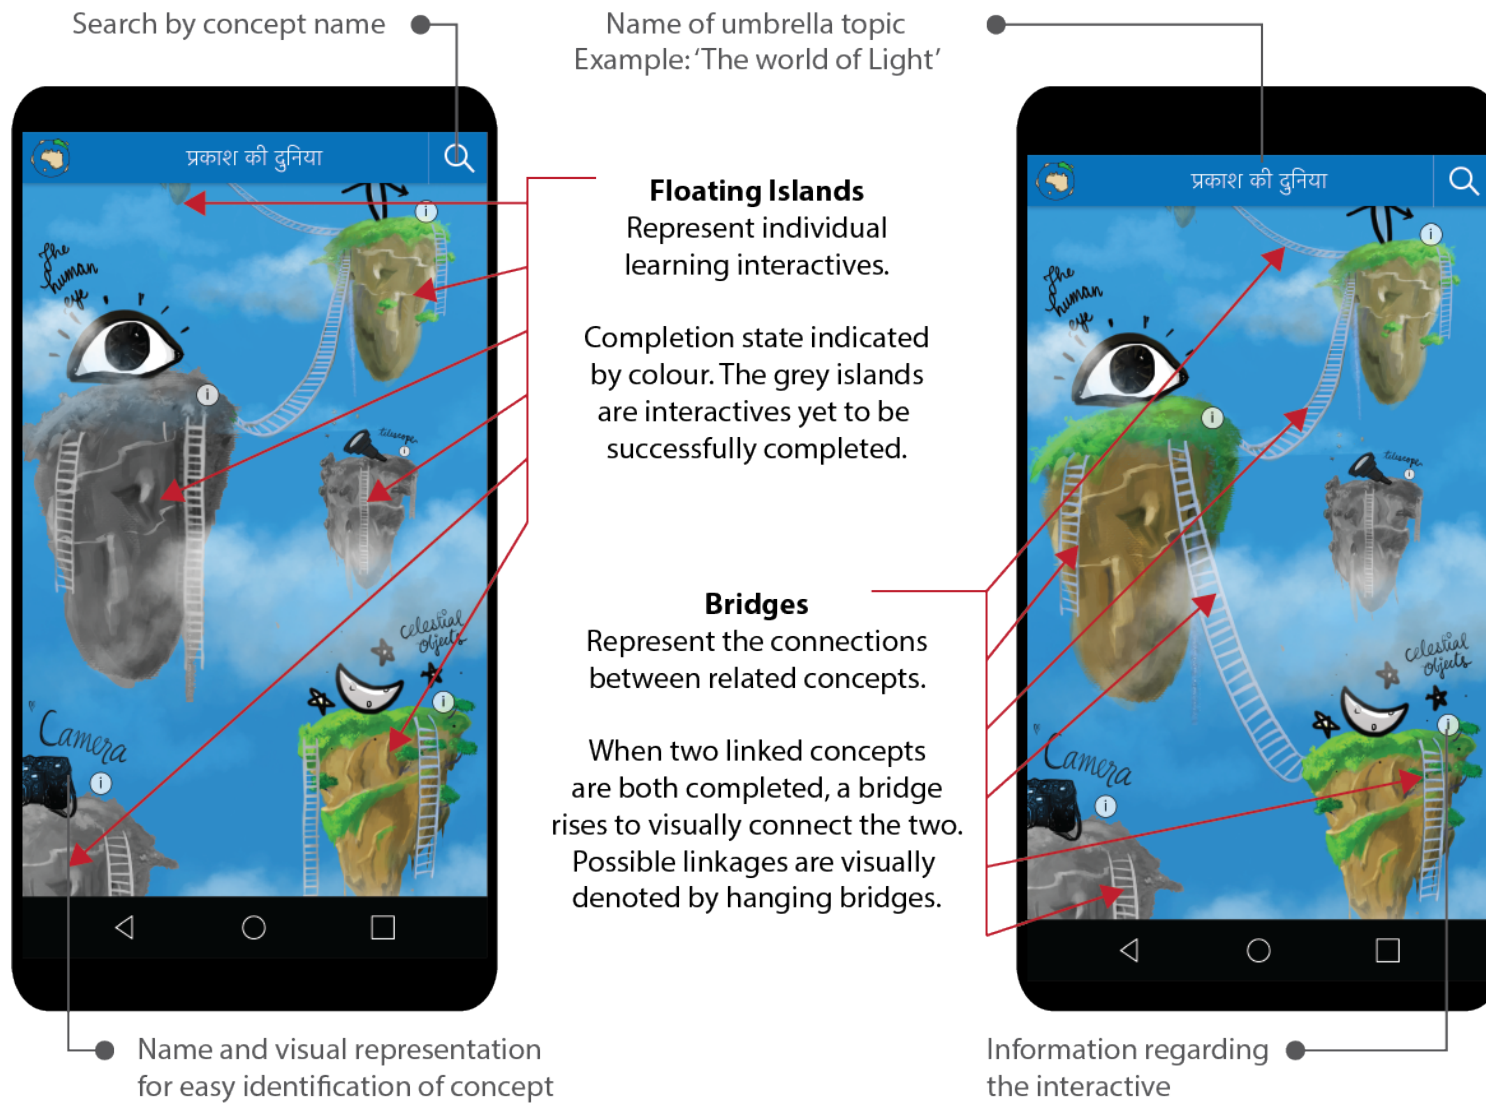 Search by concept name
Name of umbrella topic
Example: ‘The world of Light’
प्रकाश की दुनिया
i
The
human
eye
i
telescope
i
celestial
objects
i
Camera
i
Floating Islands
Represent individual
learning interactives.
Completion state indicated
by colour. The grey islands
are interactives yet to be
successfully completed.
Bridges
Represent the connections
between related concepts.
When two linked concepts
are both completed, a bridge
rises to visually connect the two.
Possible linkages are visually
denoted by hanging bridges.
प्रकाश की दुनिया
i
The
human
eye
i
telescope
i
celestial
objects
i
Camera
i
Name and visual representation
for easy identification of concept
Information regarding
the interactive